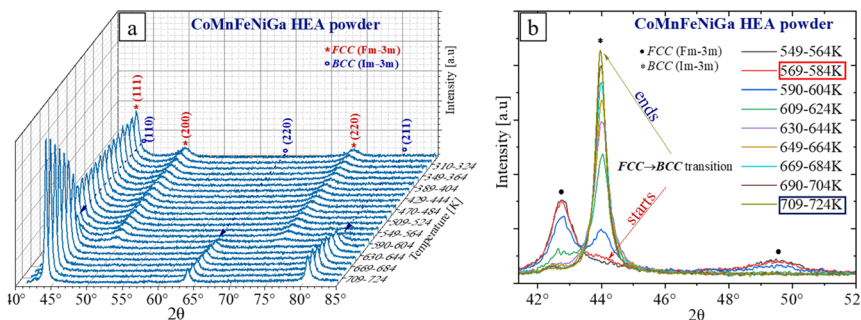 CoMnFeNiGa HEA powder
a
FCC (Fm-3m)
BCC (Im-3m)
Intensity [a.u]
(111)
(110)
(200)
(220)
(220)
(211)
310-324
349-364
389-404
429-444
470-484
509-524
549-564
590-604
630-644
669-684
709-724
Temperature [K]
40° 45° 50° 55° 60° 65° 70° 75° 80° 85°
2θ
CoMnFeNiGa HEA powder
b
FCC (Fm-3m)
BCC (Im-3m)
549-564K
569-584K
590-604K
609-624K
630-644K
649-664K
669-684K
690-704K
709-724K
ends
FCC→BCC transition
starts
Intensity [a.u]
42 44 46 48 50 52
2θ